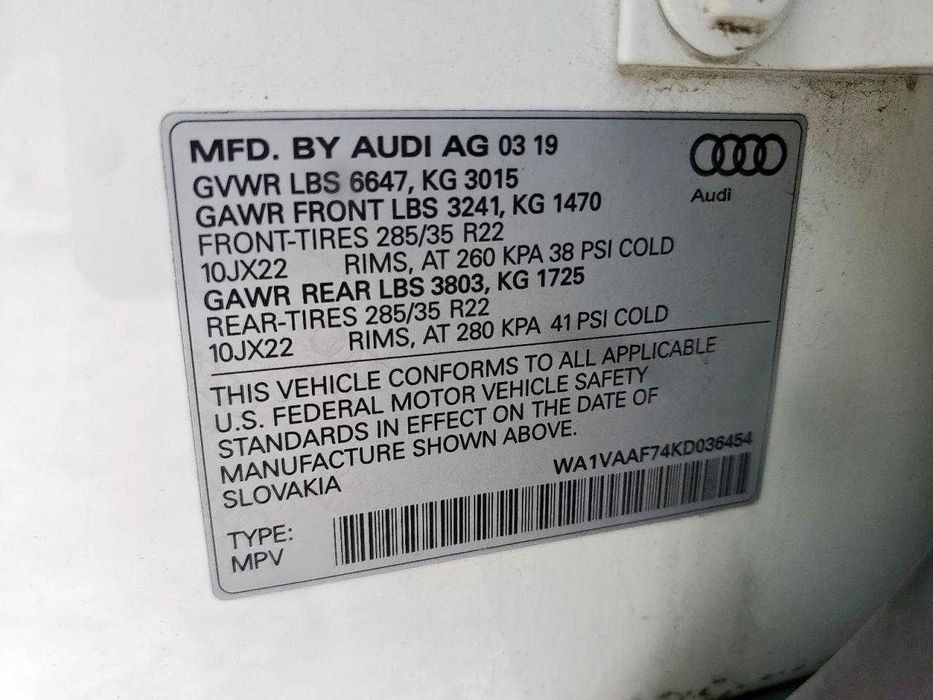 MFD. BY AUDI AG 03 19
GVWR LBS 6647, KG 3015
GAWR FRONT LBS 3241, KG 1470
FRONT-TIRES 285/35 R22
10JX22 RIMS, AT 260 KPA 38 PSI COLD
GAWR REAR LBS 3803, KG 1725
REAR-TIRES 285/35 R22
10JX22 RIMS, AT 280 KPA 41 PSI COLD
Audi
THIS VEHICLE CONFORMS TO ALL APPLICABLE
U.S. FEDERAL MOTOR VEHICLE SAFETY
STANDARDS IN EFFECT ON THE DATE OF
MANUFACTURE SHOWN ABOVE.
SLOVAKIA
WA1VAAF74KD036454
TYPE:
MPV